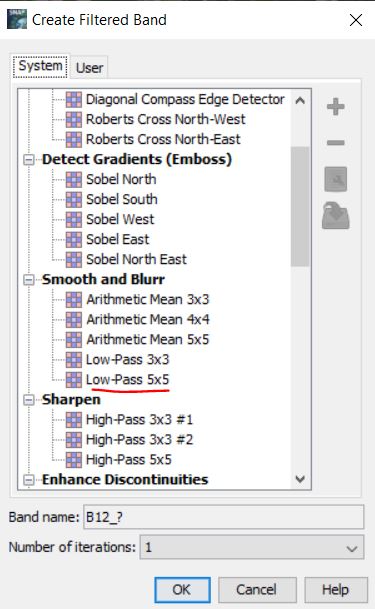 SNAP
Create Filtered Band
System User
Diagonal Compass Edge Detector
Roberts Cross North-West
Roberts Cross North-East
Detect Gradients (Emboss)
Sobel North
Sobel South
Sobel West
Sobel East
Sobel North East
Smooth and Blurr
Arithmetic Mean 3x3
Arithmetic Mean 4x4
Arithmetic Mean 5x5
Low-Pass 3x3
Low-Pass 5x5
Sharpen
High-Pass 3x3 #1
High-Pass 3x3 #2
High-Pass 5x5
Enhance Discontinuities
Band name: B12_?
Number of iterations: 1
OK Cancel Help